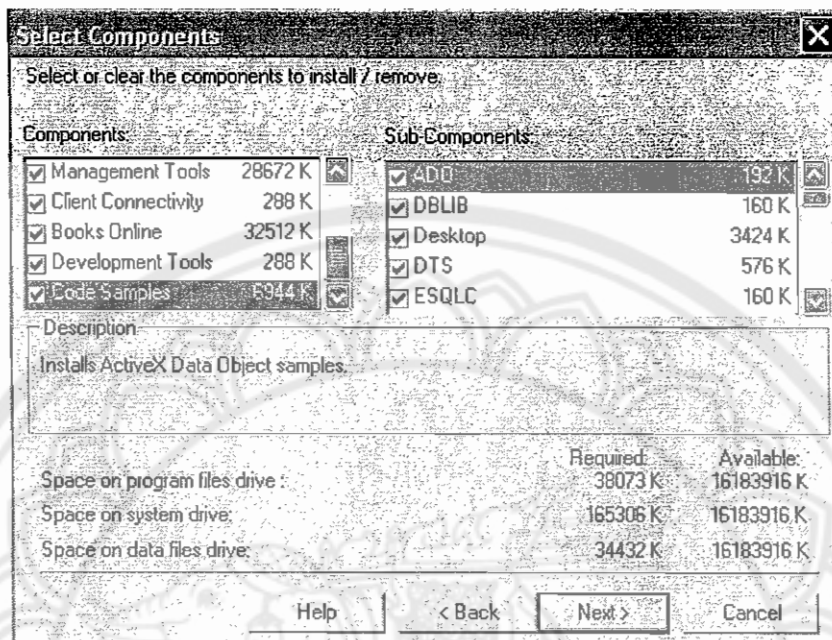 Select Components
Select or clear the components to install / remove.
Components:
Management Tools 28672 K
Client Connectivity 288 K
Books Online 32512 K
Development Tools 288 K
Code Samples 6944 K
Sub-Components:
ADO 192 K
DBLIB 160 K
Desktop 3424 K
DTS 576 K
ESQLC 160 K
Description
Installs ActiveX Data Object samples.
Required: Available:
Space on program files drive : 38073 K 16183916 K
Space on system drive: 165306 K 16183916 K
Space on data files drive: 34432 K 16183916 K
Help < Back Next > Cancel